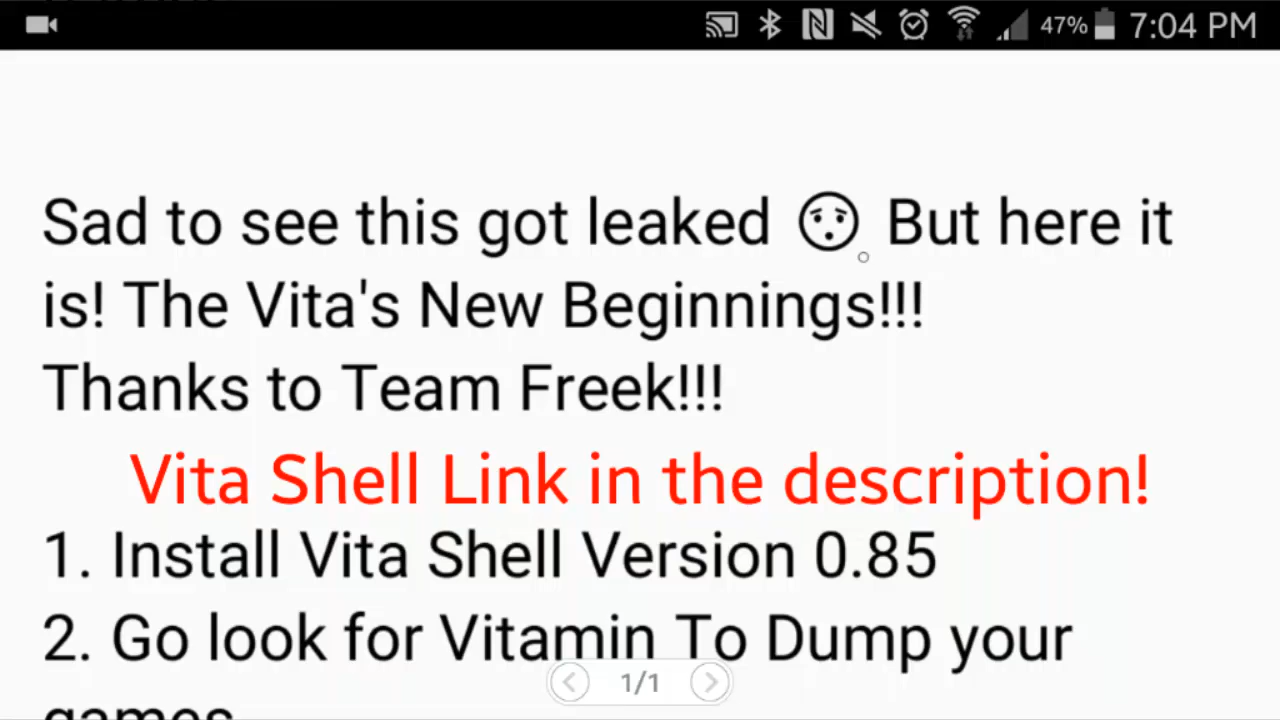 47% 7:04 PM
Sad to see this got leaked 😯 But here it
is! The Vita's New Beginnings!!!
Thanks to Team Freek!!!
Vita Shell Link in the description!
1. Install Vita Shell Version 0.85
2. Go look for Vitamin To Dump your
games
1/1